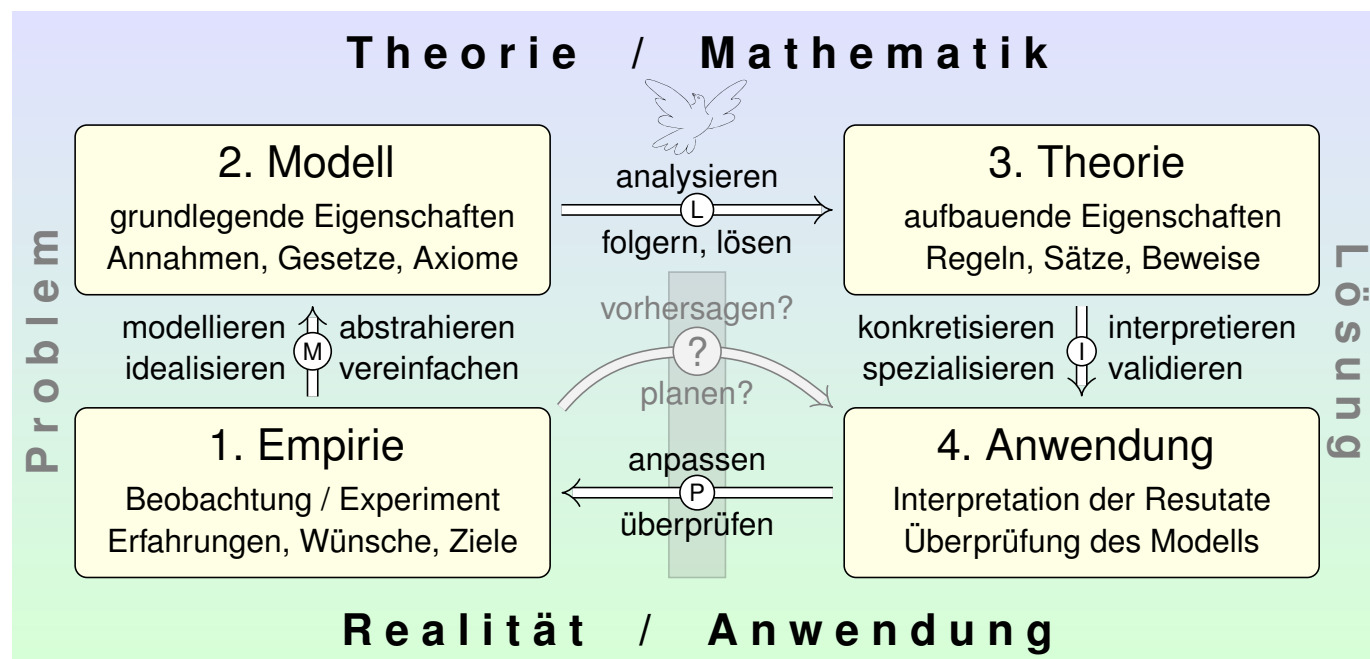 Theorie / Mathematik
2. Modell
grundlegende Eigenschaften
Annahmen, Gesetze, Axiome
analysieren
L
folgern, lösen
3. Theorie
aufbauende Eigenschaften
Regeln, Sätze, Beweise
Problem
Lösung
modellieren
idealisieren
M
abstrahieren
vereinfachen
vorhersagen?
?
planen?
konkretisieren
spezialisieren
I
interpretieren
validieren
1. Empirie
Beobachtung / Experiment
Erfahrungen, Wünsche, Ziele
anpassen
P
überprüfen
4. Anwendung
Interpretation der Resutate
Überprüfung des Modells
Realität / Anwendung